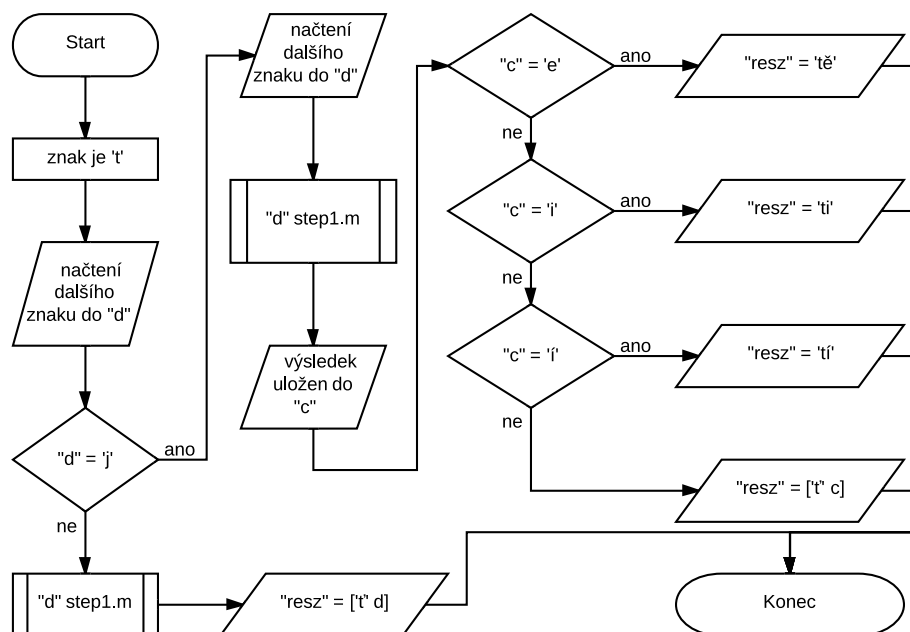 Start
znak je 't'
načtení
dalšího
znaku do "d"
"d" = 'j'
ano
ne
"d" step1.m
"resz" = ['ť' d]
načtení
dalšího
znaku do "d"
"d" step1.m
výsledek
uložen do
"c"
"c" = 'e'
ano
ne
"resz" = 'tě'
"c" = 'i'
ano
ne
"resz" = 'ti'
"c" = 'í'
ano
ne
"resz" = 'tí'
"resz" = ['ť' c]
Konec